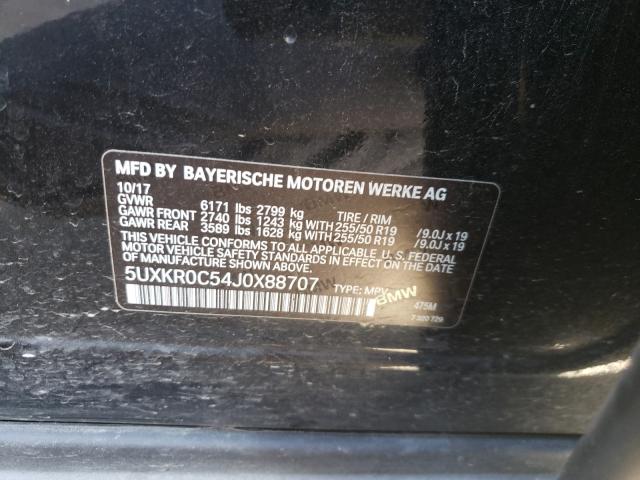 MFD BY BAYERISCHE MOTOREN WERKE AG
10/17
GVWR 6171 lbs 2799 kg TIRE / RIM
GAWR FRONT 2740 lbs 1243 kg WITH 255/50 R19 /9.0J x 19
GAWR REAR 3589 lbs 1628 kg WITH 255/50 R19 /9.0J x 19
THIS VEHICLE CONFORMS TO ALL APPLICABLE U.S. FEDERAL
MOTOR VEHICLE SAFETY STANDARDS IN EFFECT ON THE DATE
OF MANUFACTURE SHOWN ABOVE.
5UXKR0C54J0X88707 TYPE: MPV
BMW
475M